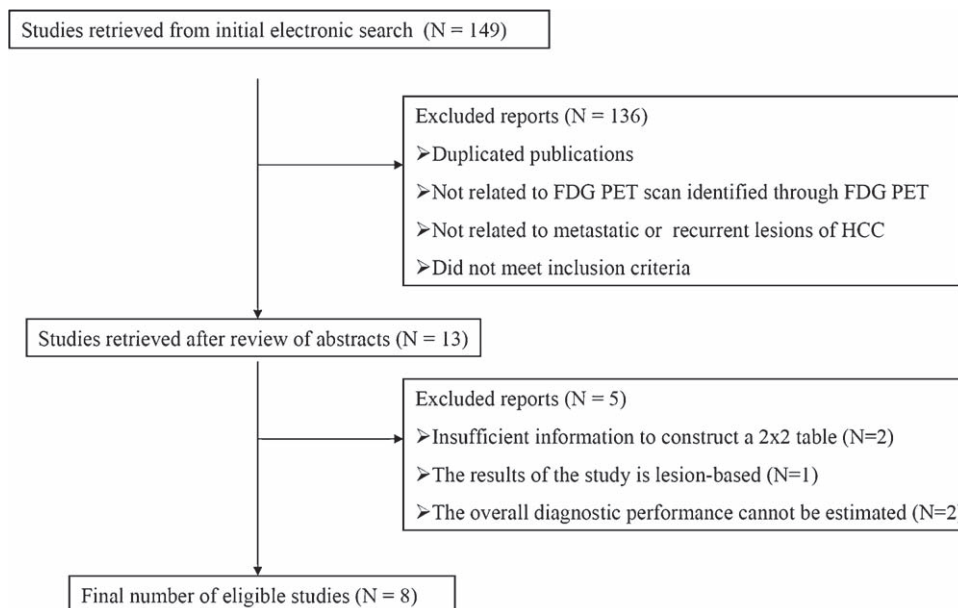 Studies retrieved from initial electronic search (N = 149)
Excluded reports (N = 136)
➤Duplicated publications
➤Not related to FDG PET scan identified through FDG PET
➤Not related to metastatic or recurrent lesions of HCC
➤Did not meet inclusion criteria
Studies retrieved after review of abstracts (N = 13)
Excluded reports (N = 5)
➤Insufficient information to construct a 2x2 table (N=2)
➤The results of the study is lesion-based (N=1)
➤The overall diagnostic performance cannot be estimated (N=2)
Final number of eligible studies (N = 8)